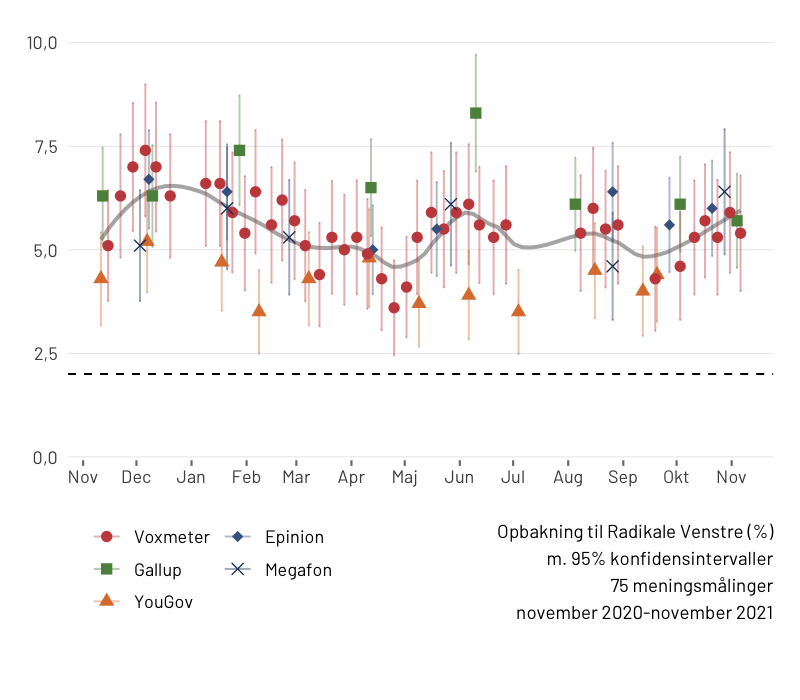 10,0
7,5
5,0
2,5
0,0
Nov Dec Jan Feb Mar Apr Maj Jun Jul Aug Sep Okt Nov
Voxmeter Epinion
Gallup Megafon
YouGov
Opbakning til Radikale Venstre (%)
m. 95% konfidensintervaller
75 meningsmålinger
november 2020-november 2021